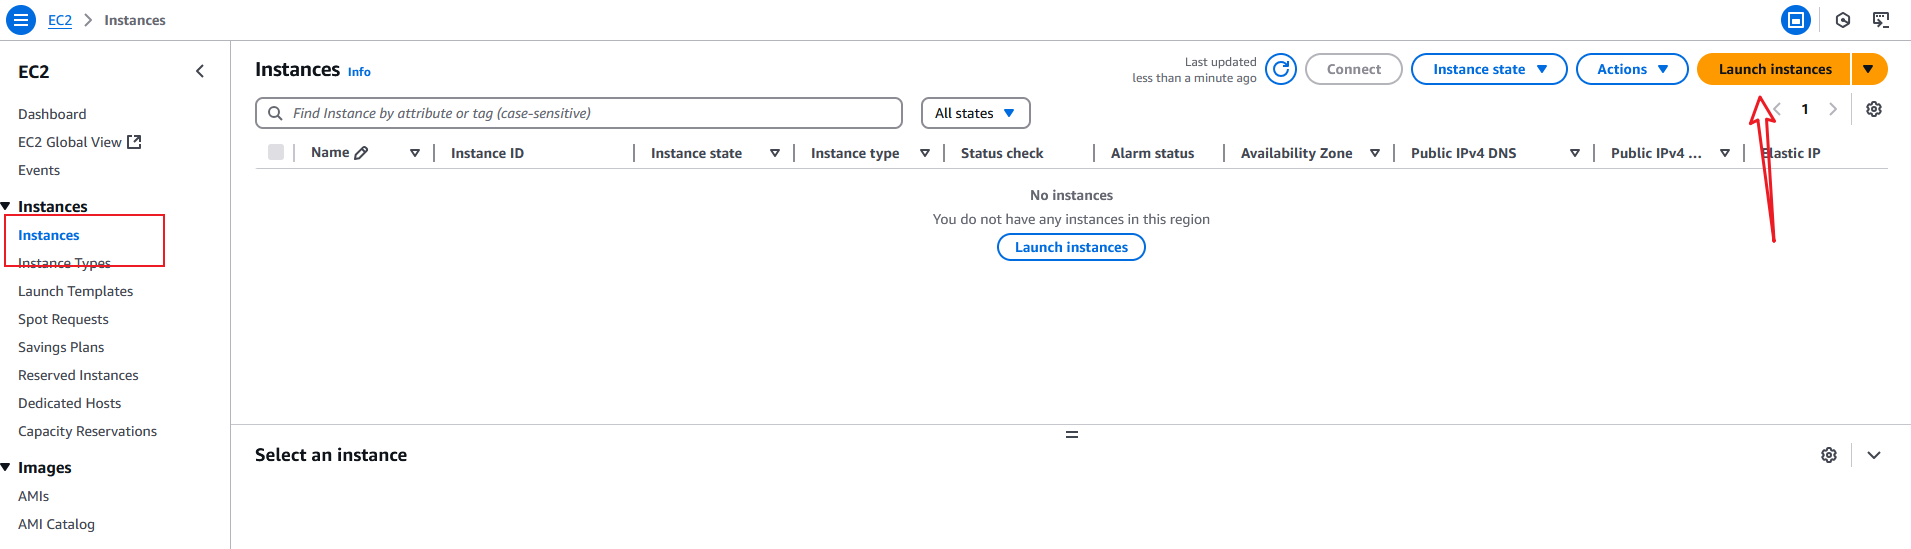 EC2 Instances
EC2
Dashboard
EC2 Global View
Events
Instances
Instances
Instance Types
Launch Templates
Spot Requests
Savings Plans
Reserved Instances
Dedicated Hosts
Capacity Reservations
Images
AMIs
AMI Catalog
Instances Info
Last updated
less than a minute ago
Connect
Instance state
Actions
Launch instances
Find Instance by attribute or tag (case-sensitive)
All states
1
Name Instance ID Instance state Instance type Status check Alarm status Availability Zone Public IPv4 DNS Public IPv4 ... Elastic IP
No instances
You do not have any instances in this region
Launch instances
Select an instance